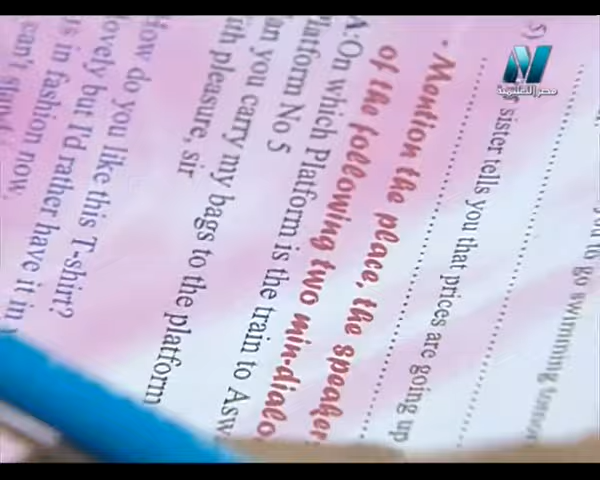 مصر التعليمية
to go swimming
5)
sister tells you that prices are going up
• Mention the place, the speaker
of the following two mini-dialo
A: On which Platform is the train to Asw
Platform No 5
an you carry my bags to the platform
ith pleasure, sir
How do you like this T-shirt?
lovely but I'd rather have it in
's in fashion now.
can't